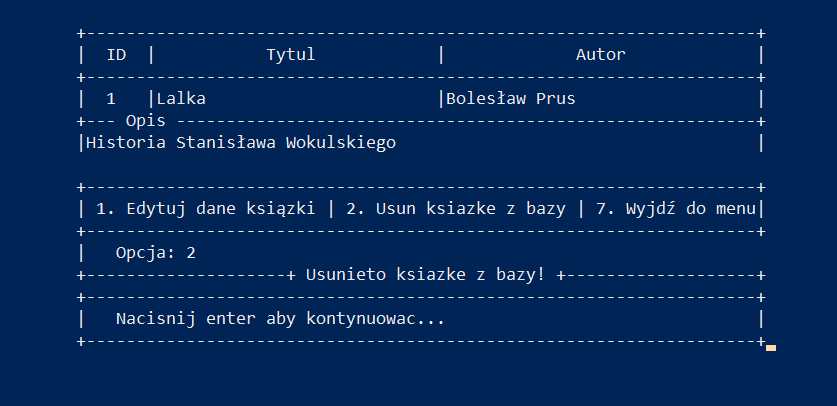 +-------------------------------------------------------------------+
|  ID  |           Tytul            |             Autor             |
+-------------------------------------------------------------------+
|  1   |Lalka                       |Bolesław Prus                  |
+--- Opis ----------------------------------------------------------+
|Historia Stanisława Wokulskiego                                    |
+-------------------------------------------------------------------+
| 1. Edytuj dane książki | 2. Usun ksiazke z bazy | 7. Wyjdź do menu|
+-------------------------------------------------------------------+
|   Opcja: 2
+--------------------+ Usunieto ksiazke z bazy! +-------------------+
+-------------------------------------------------------------------+
|   Nacisnij enter aby kontynuowac...                               |
+-------------------------------------------------------------------+